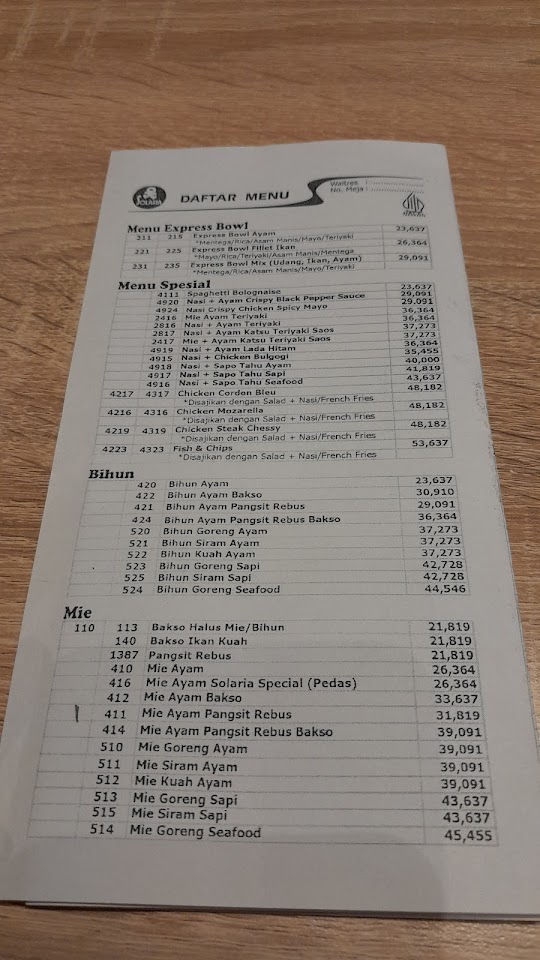 SOLARIA
DAFTAR MENU
Waitres :
No. Meja :
HALAL
Menu Express Bowl
211 215 Express Bowl Ayam 23,637
*Mentega/Rica/Asam Manis/Mayo/Teriyaki
221 225 Express Bowl Fillet Ikan 26,364
*Mayo/Teriyaki/Asam Manis/Mentega
231 235 Express Bowl Mix (Udang, Ikan, Ayam) 29,091
*Mentega/Rica/Asam Manis/Mayo/Teriyaki
Menu Spesial
4111 Spaghetti Bolognaise 23,637
4920 Nasi + Ayam Crispy Black Pepper Sauce 29,091
4924 Nasi Crispy Chicken Spicy Mayo 29,091
2416 Mie Ayam Teriyaki 36,364
2816 Nasi + Ayam Teriyaki 36,364
2817 Nasi + Ayam Katsu Teriyaki Saos 37,273
2417 Mie + Ayam Katsu Teriyaki Saos 37,273
4919 Nasi + Ayam Lada Hitam 36,364
4915 Nasi + Chicken Bulgogi 35,455
4918 Nasi + Sapo Tahu Ayam 40,000
4917 Nasi + Sapo Tahu Sapi 41,819
4916 Nasi + Sapo Tahu Seafood 43,637
4217 4317 Chicken Cordon Bleu 48,182
*Disajikan dengan Salad + Nasi/French Fries
4216 4316 Chicken Mozarella 48,182
*Disajikan dengan Salad + Nasi/French Fries
4219 4319 Chicken Steak Chessy 48,182
*Disajikan dengan Salad + Nasi/French Fries
4223 4323 Fish & Chips 53,637
*Disajikan dengan Salad + Nasi/French Fries
Bihun
420 Bihun Ayam 23,637
422 Bihun Ayam Bakso 30,910
421 Bihun Ayam Pangsit Rebus 29,091
424 Bihun Ayam Pangsit Rebus Bakso 36,364
520 Bihun Goreng Ayam 37,273
521 Bihun Siram Ayam 37,273
522 Bihun Kuah Ayam 37,273
523 Bihun Goreng Sapi 42,728
525 Bihun Siram Sapi 42,728
524 Bihun Goreng Seafood 44,546
Mie
110 113 Bakso Halus Mie/Bihun 21,819
140 Bakso Ikan Kuah 21,819
1387 Pangsit Rebus 21,819
410 Mie Ayam 26,364
416 Mie Ayam Solaria Special (Pedas) 26,364
412 Mie Ayam Bakso 33,637
411 Mie Ayam Pangsit Rebus 31,819
414 Mie Ayam Pangsit Rebus Bakso 39,091
510 Mie Goreng Ayam 39,091
511 Mie Siram Ayam 39,091
512 Mie Kuah Ayam 39,091
513 Mie Goreng Sapi 43,637
515 Mie Siram Sapi 43,637
514 Mie Goreng Seafood 45,455